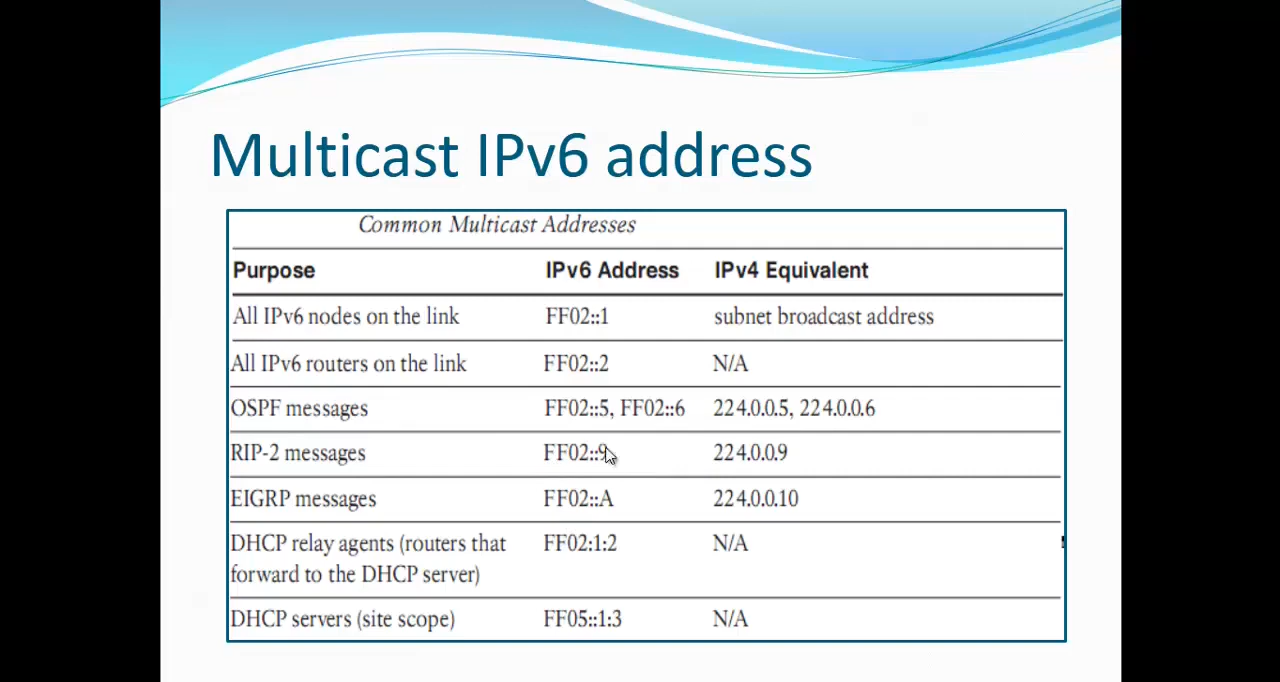 Multicast IPv6 address
Common Multicast Addresses
Purpose IPv6 Address IPv4 Equivalent
All IPv6 nodes on the link FF02::1 subnet broadcast address
All IPv6 routers on the link FF02::2 N/A
OSPF messages FF02::5, FF02::6 224.0.0.5, 224.0.0.6
RIP-2 messages FF02::9 224.0.0.9
EIGRP messages FF02::A 224.0.0.10
DHCP relay agents (routers that FF02:1:2 N/A
forward to the DHCP server)
DHCP servers (site scope) FF05::1:3 N/A